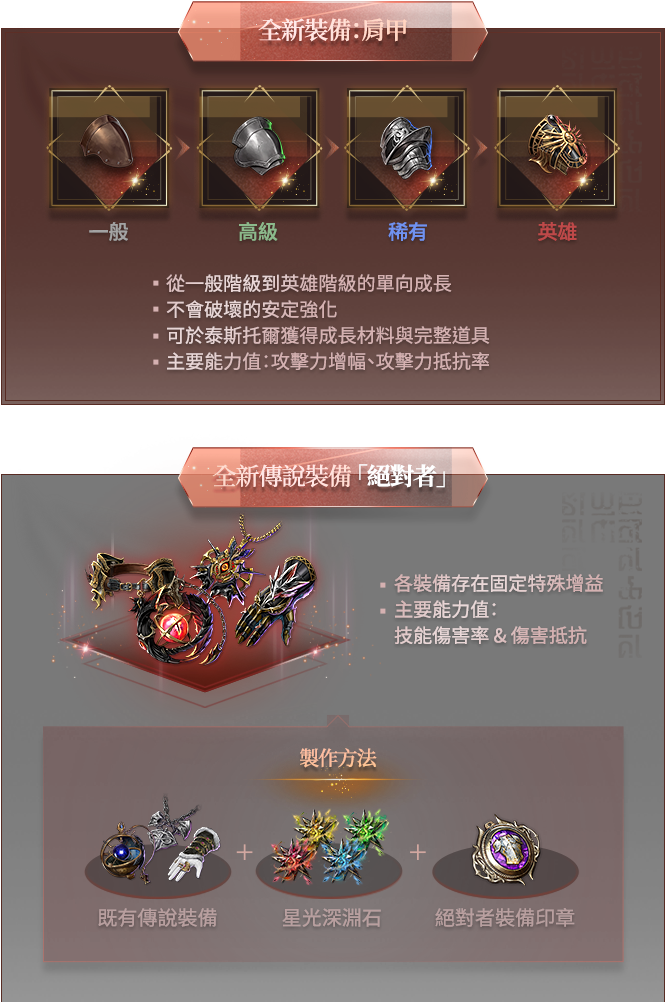 全新裝備：肩甲
一般
高級
稀有
英雄
▪ 從一般階級到英雄階級的單向成長
▪ 不會破壞的安定強化
▪ 可於泰斯托爾獲得成長材料與完整道具
▪ 主要能力值：攻擊力增幅、攻擊力抵抗率
全新傳說裝備「絕對者」
▪ 各裝備存在固定特殊增益
▪ 主要能力值：
技能傷害率 & 傷害抵抗
製作方法
+
+
既有傳說裝備
星光深淵石
絕對者裝備印章